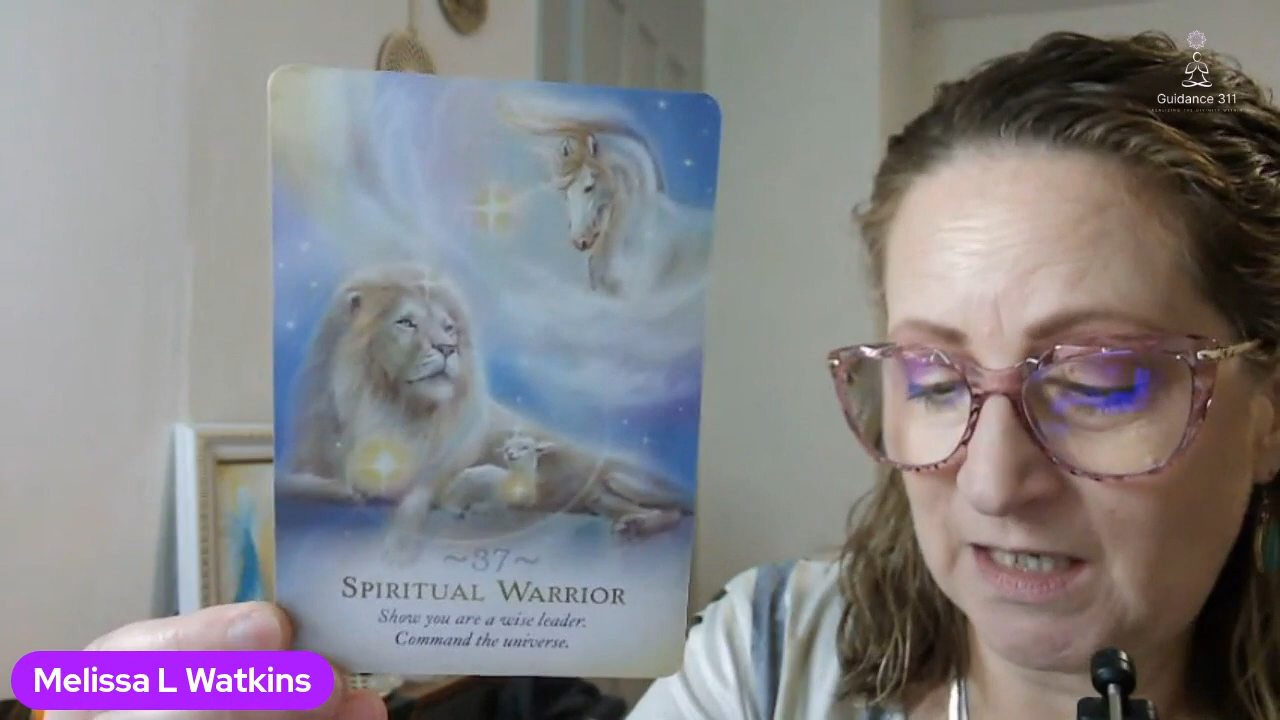 Guidance 311
~37~
Spiritual Warrior
Show you are a wise leader.
Command the universe.
Melissa L Watkins